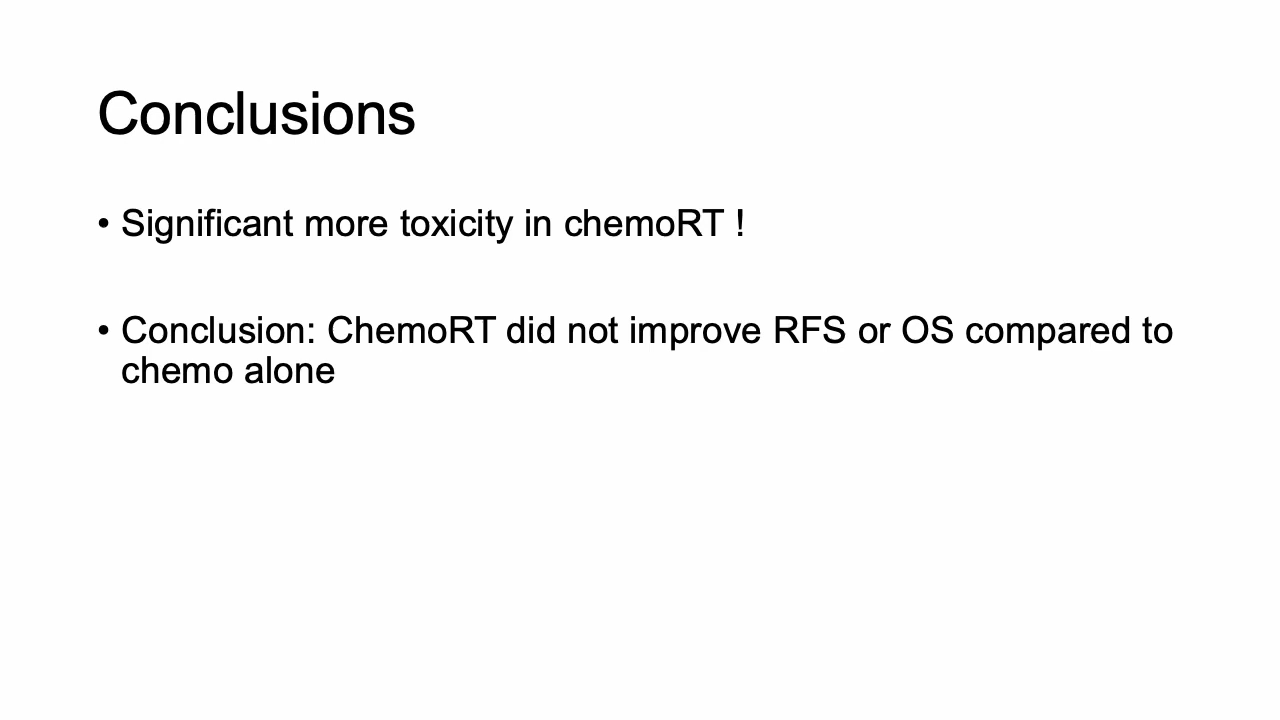 Conclusions
• Significant more toxicity in chemoRT !
• Conclusion: ChemoRT did not improve RFS or OS compared to
chemo alone